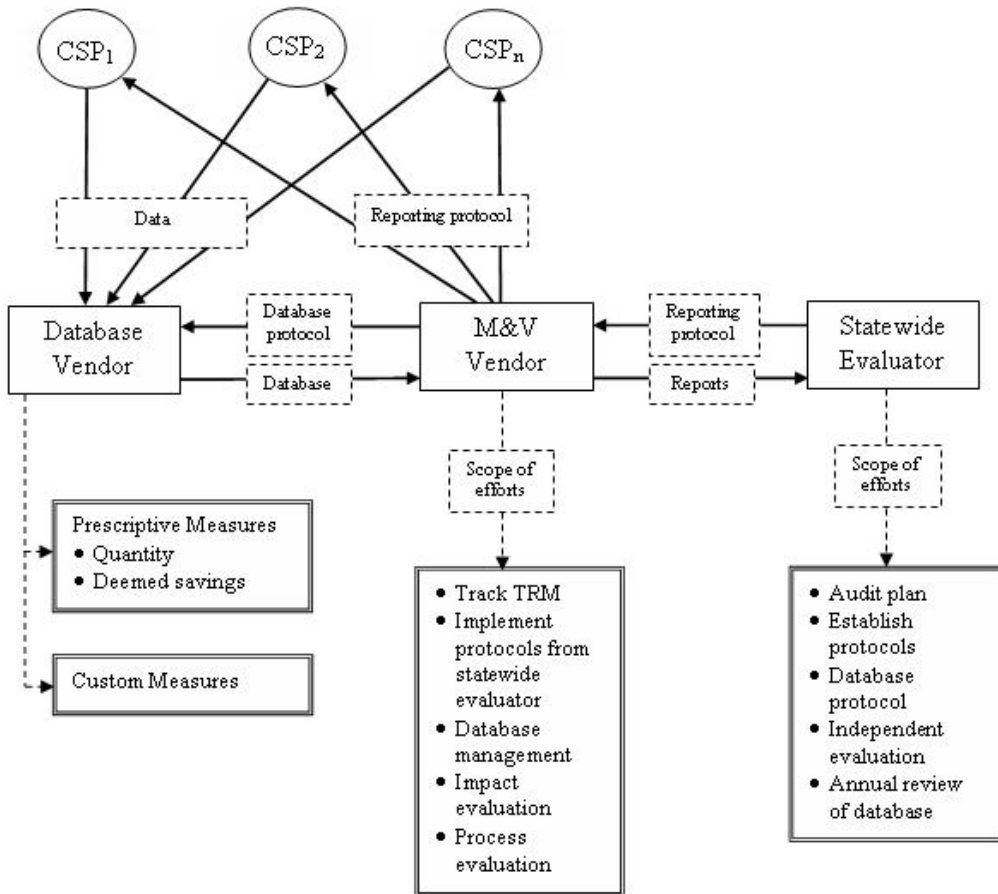 CSP₁
CSP₂
CSPₙ
Data
Reporting protocol
Database
Vendor
Database
protocol
Database
M&V
Vendor
Reporting
protocol
Reports
Statewide
Evaluator
Scope of
efforts
Scope of
efforts
Prescriptive Measures
• Quantity
• Deemed savings
Custom Measures
• Track TRM
• Implement
protocols from
statewide
evaluator
• Database
management
• Impact
evaluation
• Process
evaluation
• Audit plan
• Establish
protocols
• Database
protocol
• Independent
evaluation
• Annual review
of database